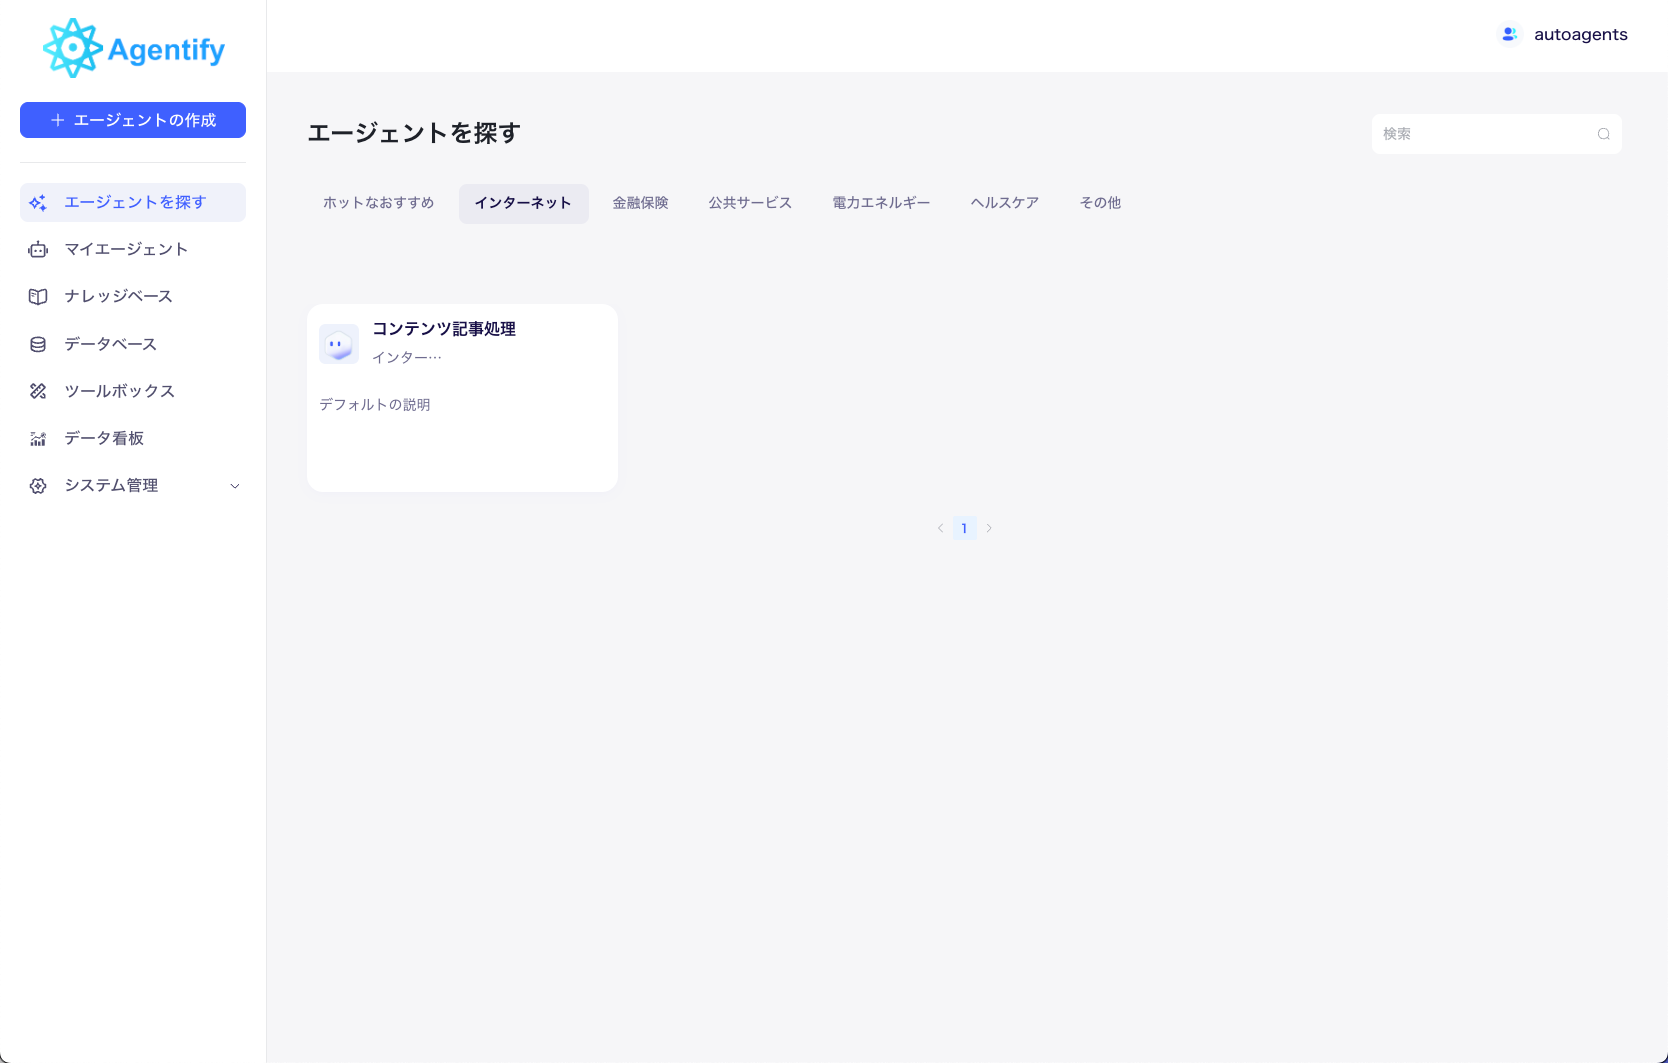 Agentify
エージェントの作成
エージェントを探す
マイエージェント
ナレッジベース
データベース
ツールボックス
データ看板
システム管理
autoagents
エージェントを探す
検索
ホットなおすすめ インターネット 金融保険 公共サービス 電力エネルギー ヘルスケア その他
コンテンツ記事処理
インター…
デフォルトの説明
1